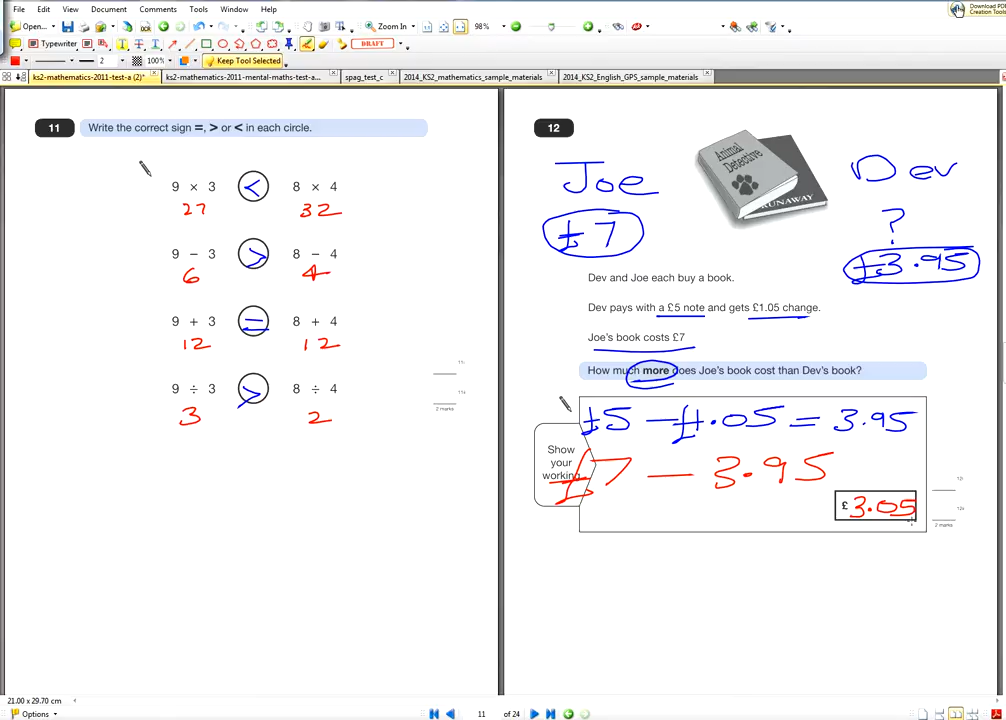 File Edit View Document Comments Tools Window Help
Download PDF
Creation Tools
Open... OCR Zoom In 98%
Typewriter DRAFT
2 100% Keep Tool Selected
ks2-mathematics-2011-test-a (2)* ks2-mathematics-2011-mental-maths-test-a... spag_test_c 2014_KS2_mathematics_sample_materials 2014_KS2_English_GPS_sample_materials
11 Write the correct sign =, > or < in each circle.
9 × 3 < 8 × 4
27 32
9 − 3 > 8 − 4
6 4
9 + 3 = 8 + 4
12 12
9 ÷ 3 > 8 ÷ 4
3 2
2 marks
12
Joe
£7
Animal
Detective
RUNAWAY
Dev
?
£3.95
Dev and Joe each buy a book.
Dev pays with a £5 note and gets £1.05 change.
Joe's book costs £7
How much more does Joe's book cost than Dev's book?
Show
your
working
£5 − £1.05 = 3.95
£7 − 3.95
£ 3.05
2 marks
21.00 x 29.70 cm
Options 11 of 24